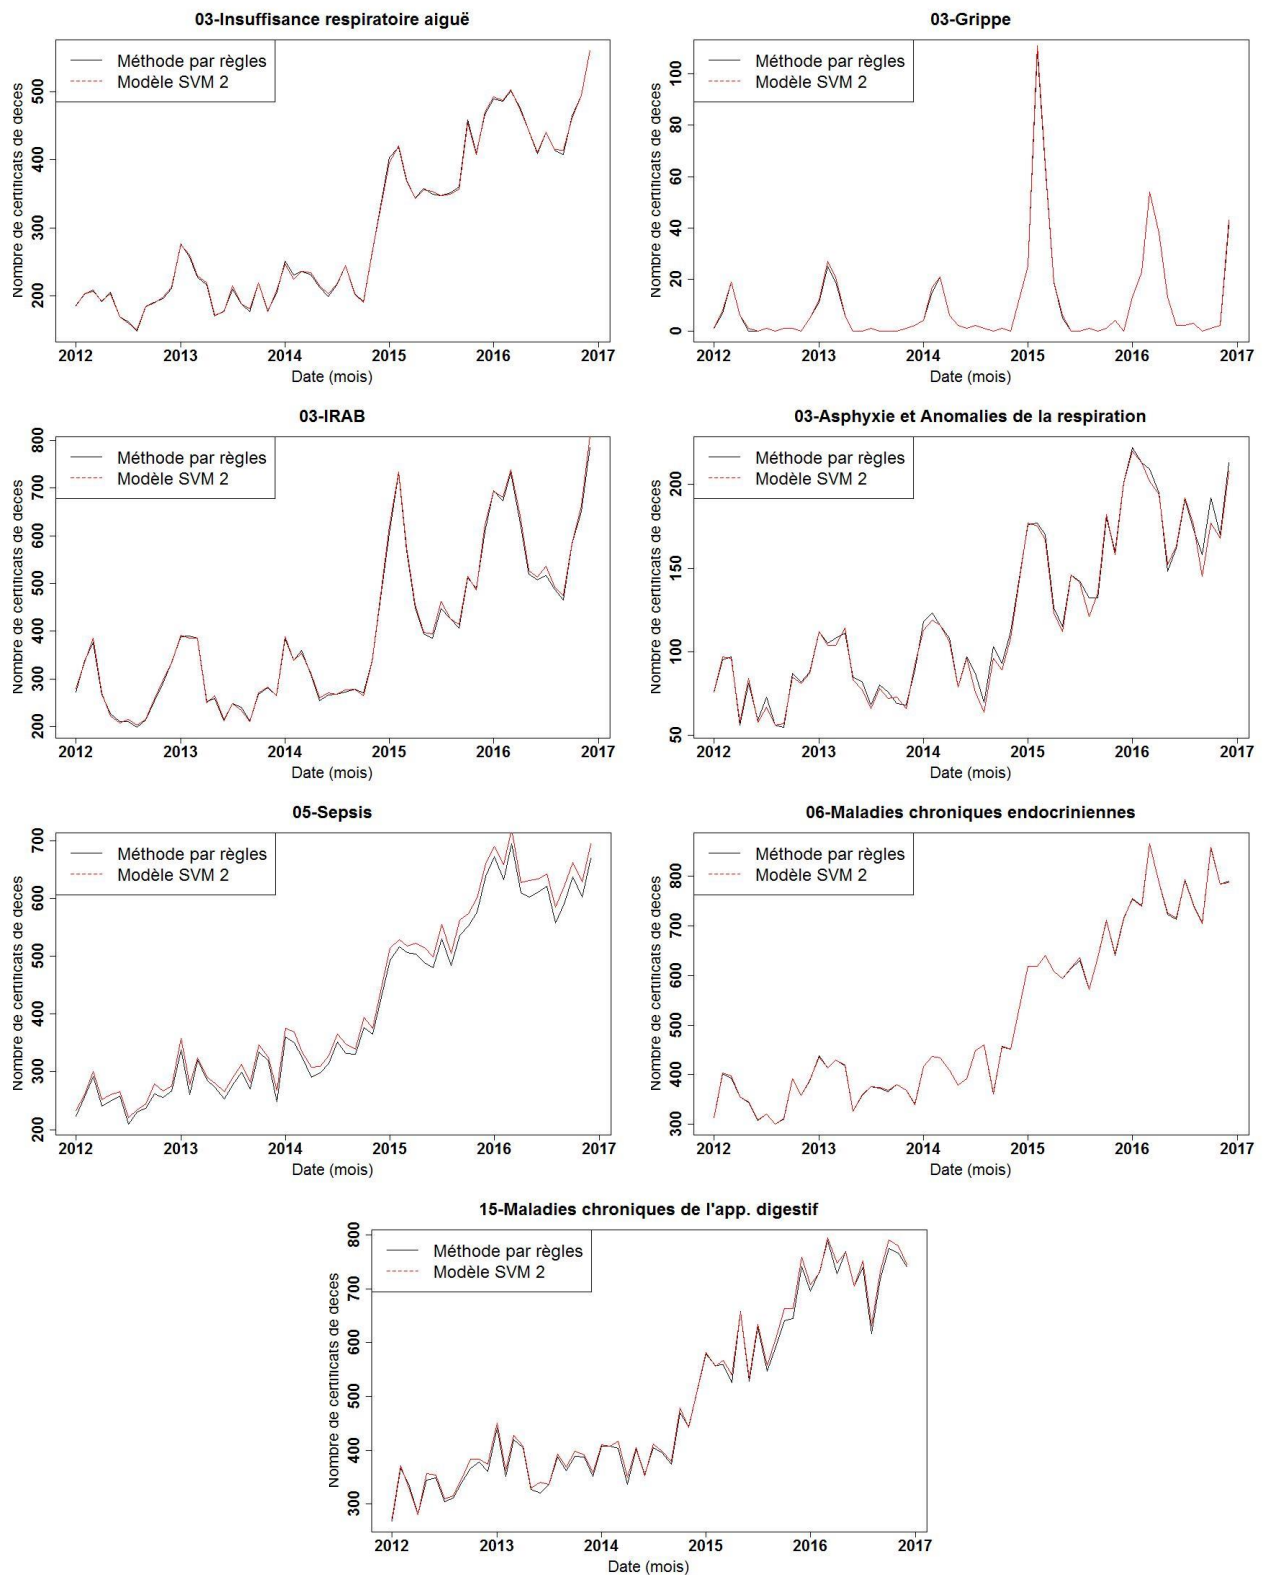 03-Insuffisance respiratoire aiguë
Méthode par règles
Modèle SVM 2
Nombre de certificats de deces
200 300 400 500
2012 2013 2014 2015 2016 2017
Date (mois)
03-Grippe
Méthode par règles
Modèle SVM 2
Nombre de certificats de deces
0 20 40 60 80 100
2012 2013 2014 2015 2016 2017
Date (mois)
03-IRAB
Méthode par règles
Modèle SVM 2
Nombre de certificats de deces
200 300 400 500 600 700 800
2012 2013 2014 2015 2016 2017
Date (mois)
03-Asphyxie et Anomalies de la respiration
Méthode par règles
Modèle SVM 2
Nombre de certificats de deces
50 100 150 200
2012 2013 2014 2015 2016 2017
Date (mois)
05-Sepsis
Méthode par règles
Modèle SVM 2
Nombre de certificats de deces
200 300 400 500 600 700
2012 2013 2014 2015 2016 2017
Date (mois)
06-Maladies chroniques endocriniennes
Méthode par règles
Modèle SVM 2
Nombre de certificats de deces
300 400 500 600 700 800
2012 2013 2014 2015 2016 2017
Date (mois)
15-Maladies chroniques de l'app. digestif
Méthode par règles
Modèle SVM 2
Nombre de certificats de deces
300 400 500 600 700 800
2012 2013 2014 2015 2016 2017
Date (mois)